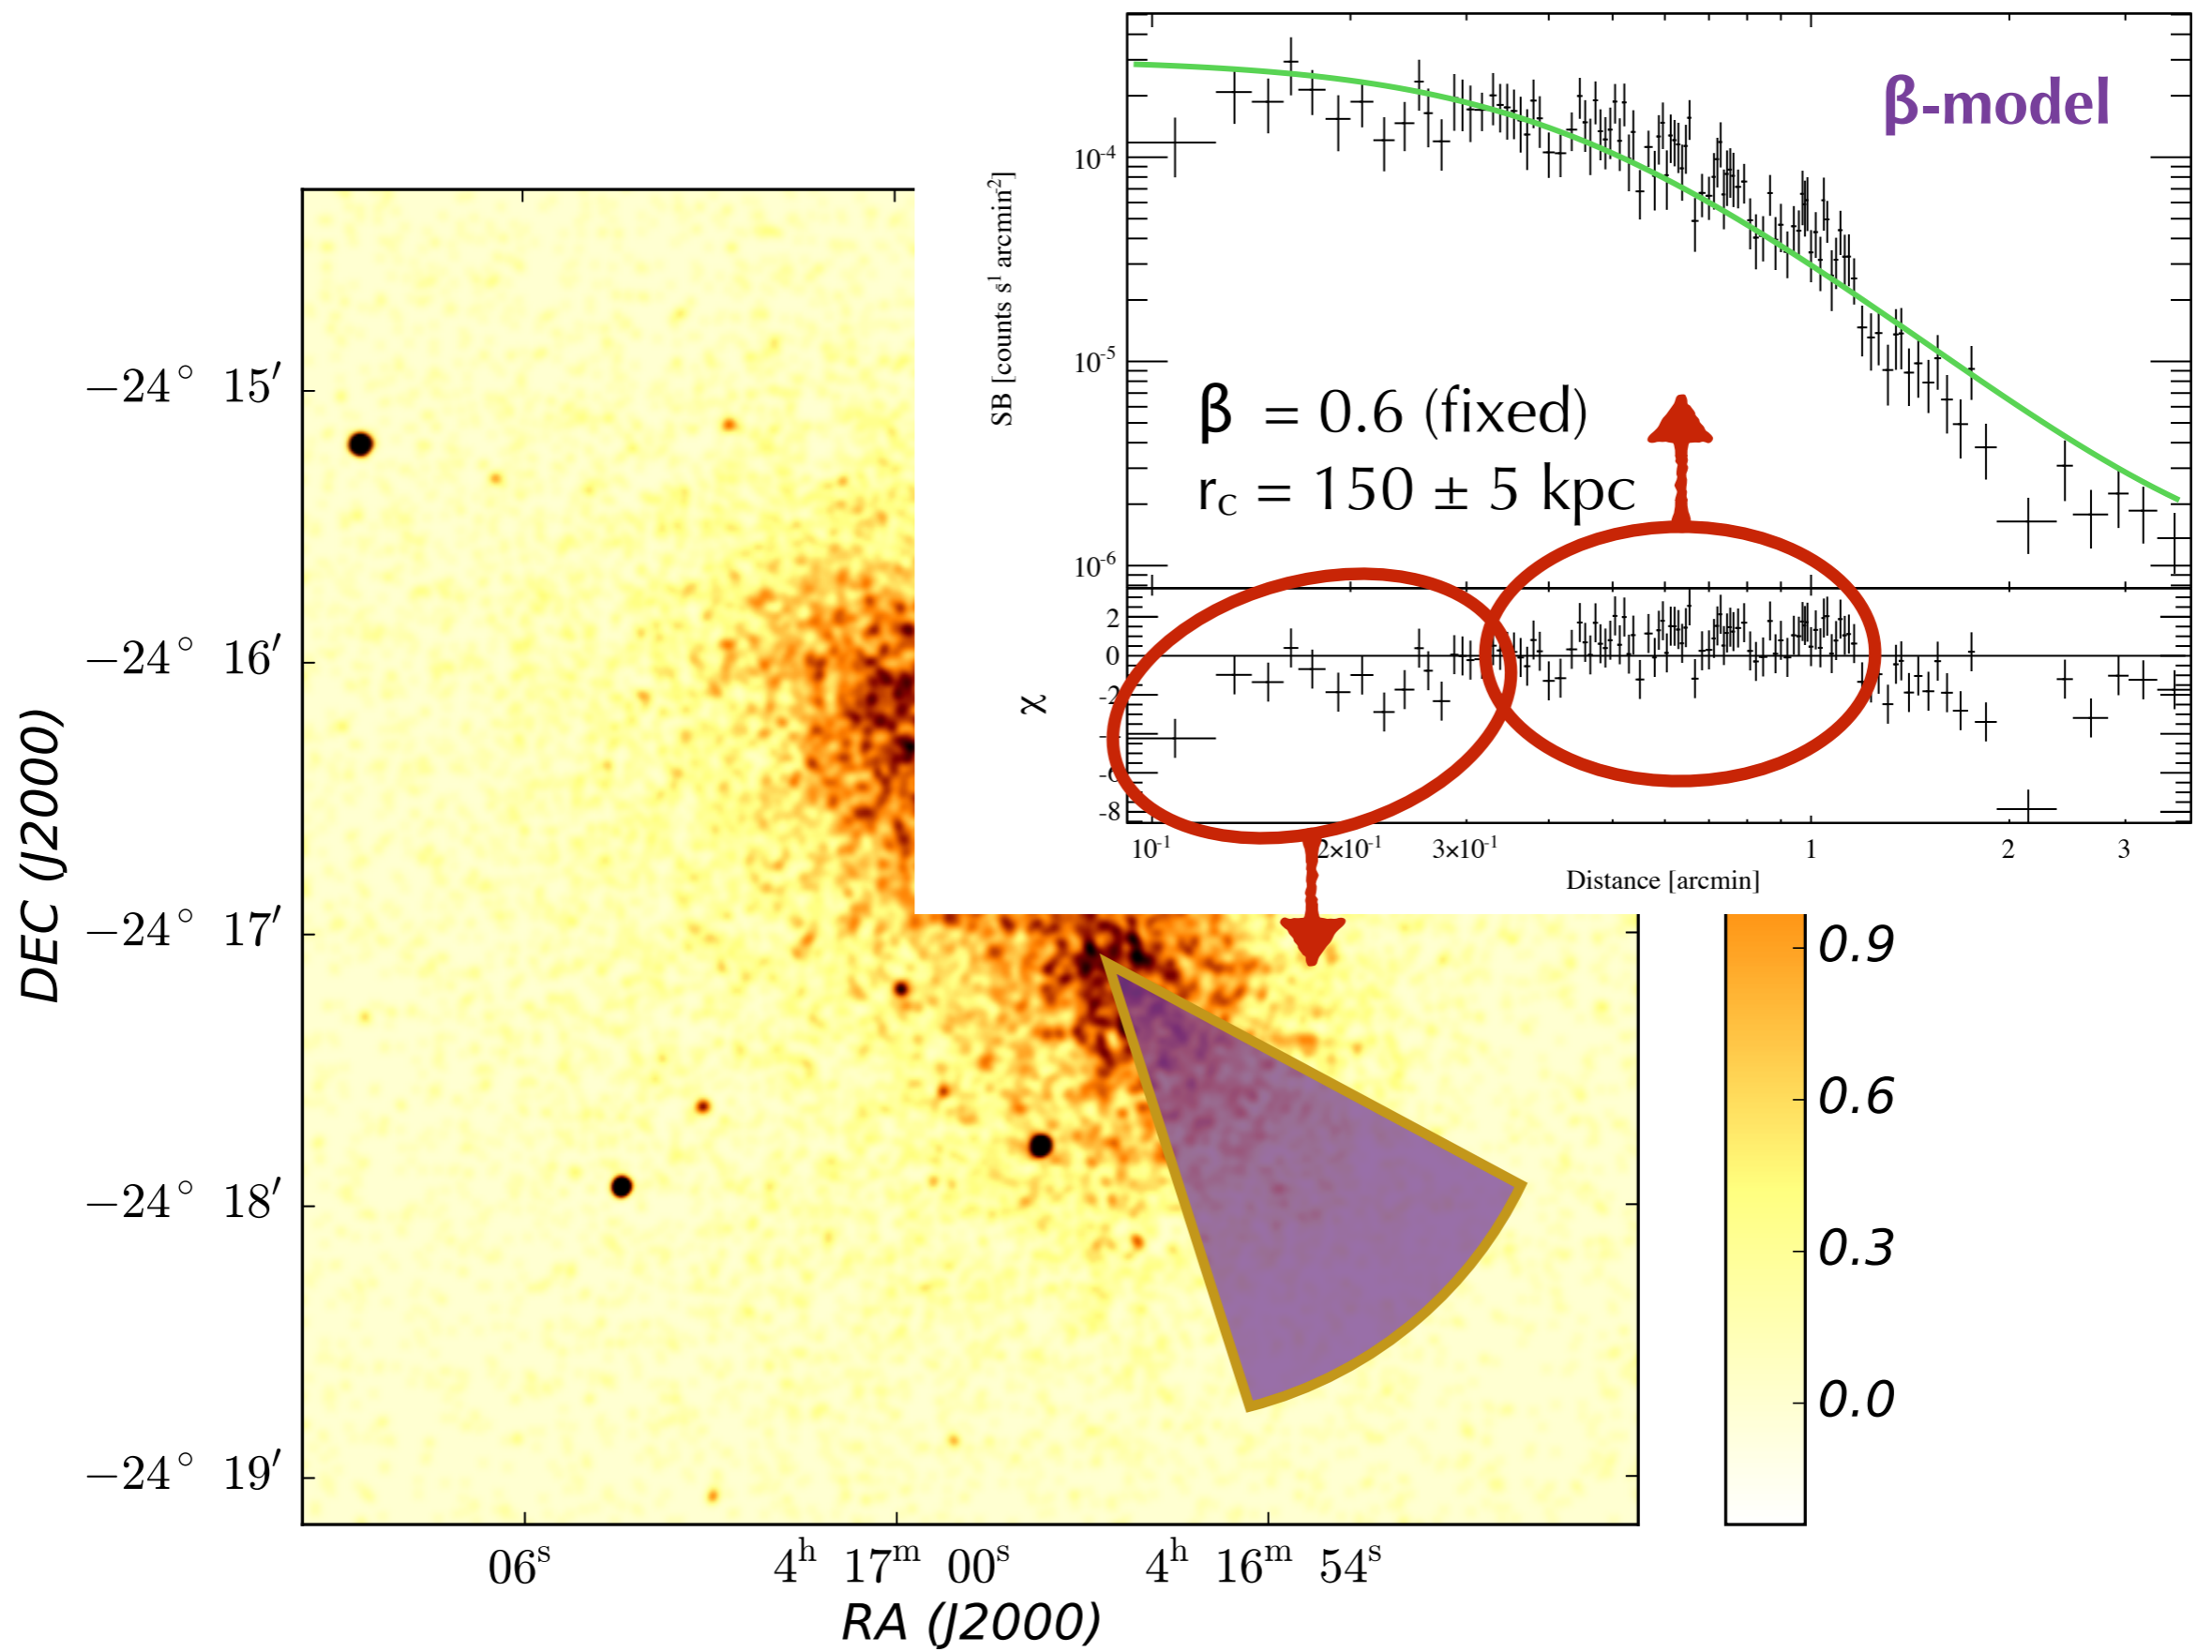 β-model
SB [counts s⁻¹ arcmin⁻²]
10⁻⁴
10⁻⁵
10⁻⁶
β = 0.6 (fixed)
r_C = 150 ± 5 kpc
χ
2
0
-2
-6
-8
10⁻¹ 2×10⁻¹ 3×10⁻¹ 1 2 3
Distance [arcmin]
DEC (J2000)
−24° 15′
−24° 16′
−24° 17′
−24° 18′
−24° 19′
0.9
0.6
0.3
0.0
06ˢ 4ʰ 17ᵐ 00ˢ 4ʰ 16ᵐ 54ˢ
RA (J2000)